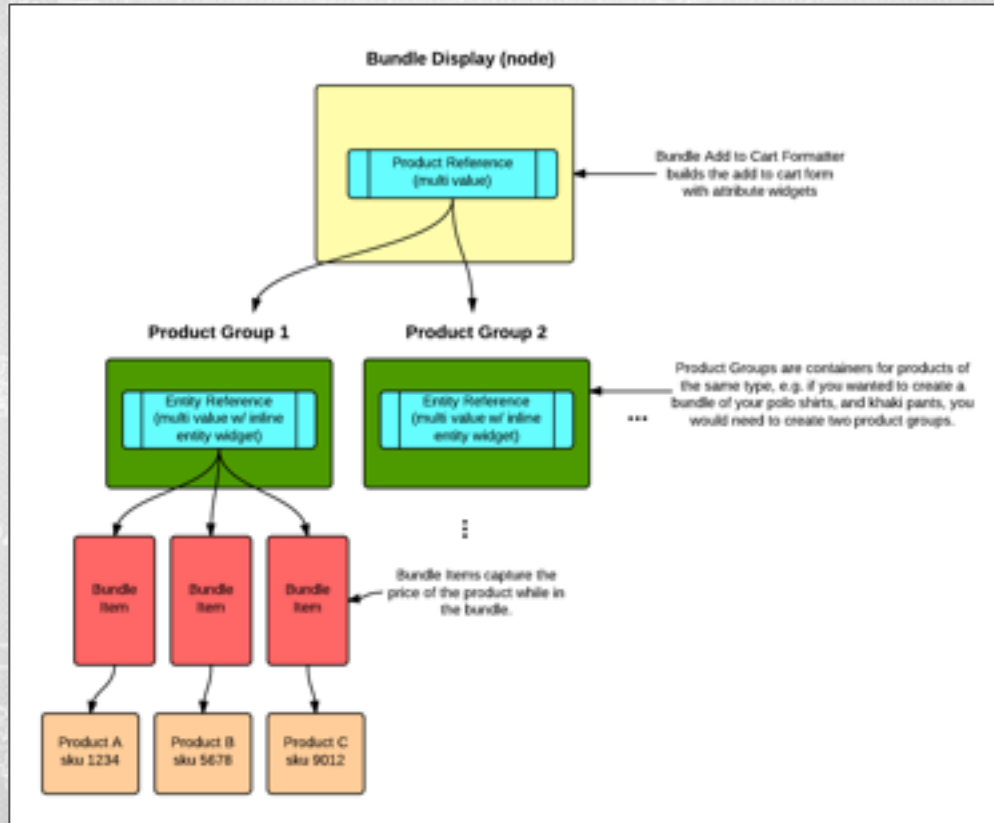 Bundle Display (node)
Product Reference
(multi value)
Bundle Add to Cart Formatter
builds the add to cart form
with attribute widgets
Product Group 1
Product Group 2
Entity Reference
(multi value w/ inline
entity widget)
Entity Reference
(multi value w/ inline
entity widget)
...
Product Groups are containers for products of
the same type, e.g. if you wanted to create a
bundle of your polo shirts, and khaki pants, you
would need to create two product groups.
Bundle
Item
Bundle
Item
Bundle
Item
Bundle Items capture the
price of the product while in
the bundle.
Product A
sku 1234
Product B
sku 5678
Product C
sku 9012